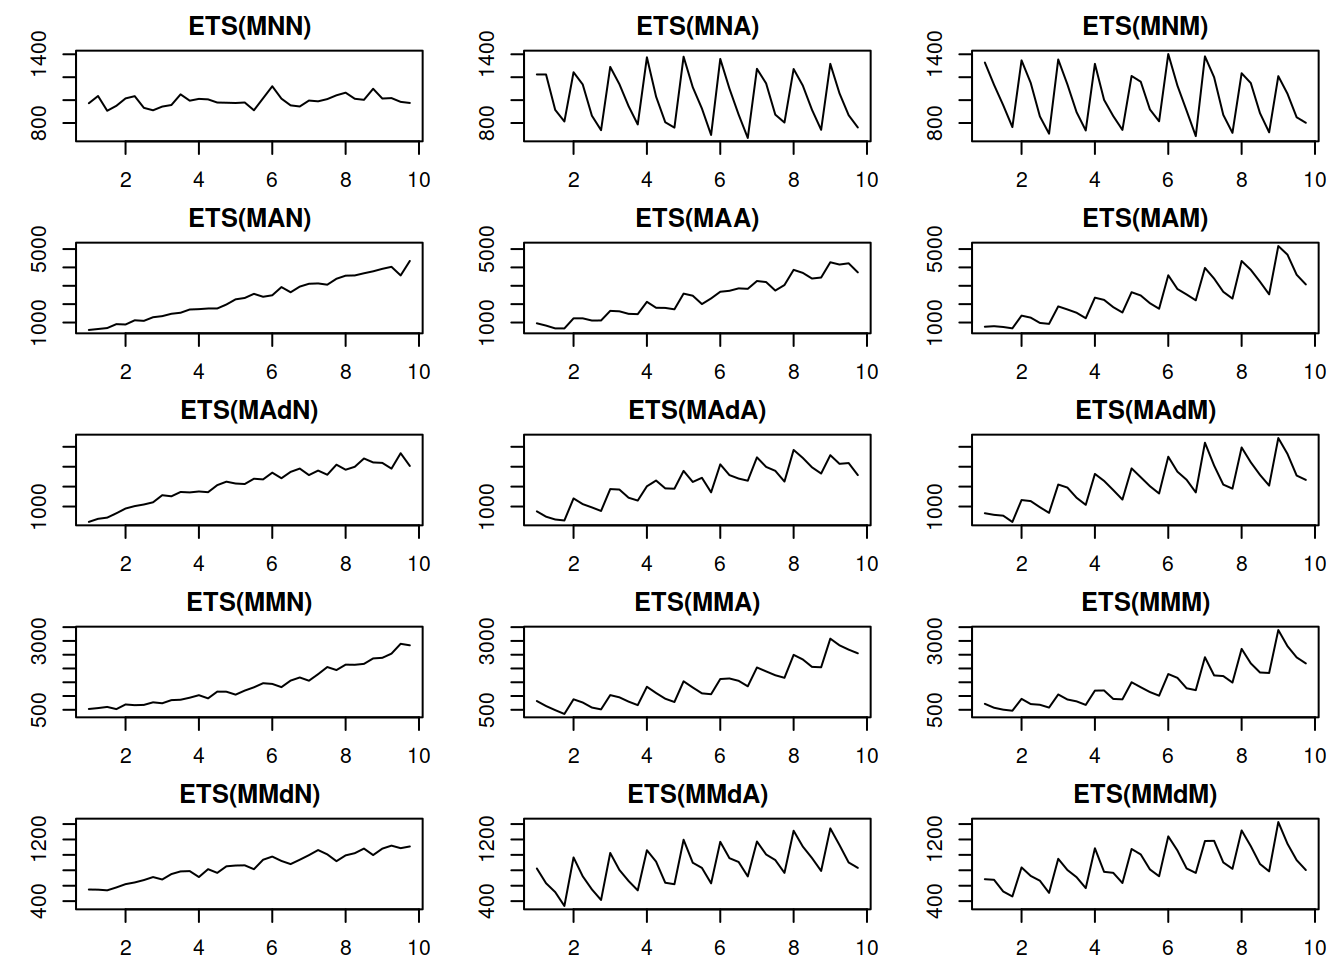 ETS(MNN) ETS(MNA) ETS(MNM)
1400 1400 1400
800 800 800
2 4 6 8 10 2 4 6 8 10 2 4 6 8 10
ETS(MAN) ETS(MAA) ETS(MAM)
5000 5000 5000
1000 1000 1000
2 4 6 8 10 2 4 6 8 10 2 4 6 8 10
ETS(MAdN) ETS(MAdA) ETS(MAdM)
1000 1000 1000
2 4 6 8 10 2 4 6 8 10 2 4 6 8 10
ETS(MMN) ETS(MMA) ETS(MMM)
3000 3000 3000
500 500 500
2 4 6 8 10 2 4 6 8 10 2 4 6 8 10
ETS(MMdN) ETS(MMdA) ETS(MMdM)
1200 1200 1200
400 400 400
2 4 6 8 10 2 4 6 8 10 2 4 6 8 10